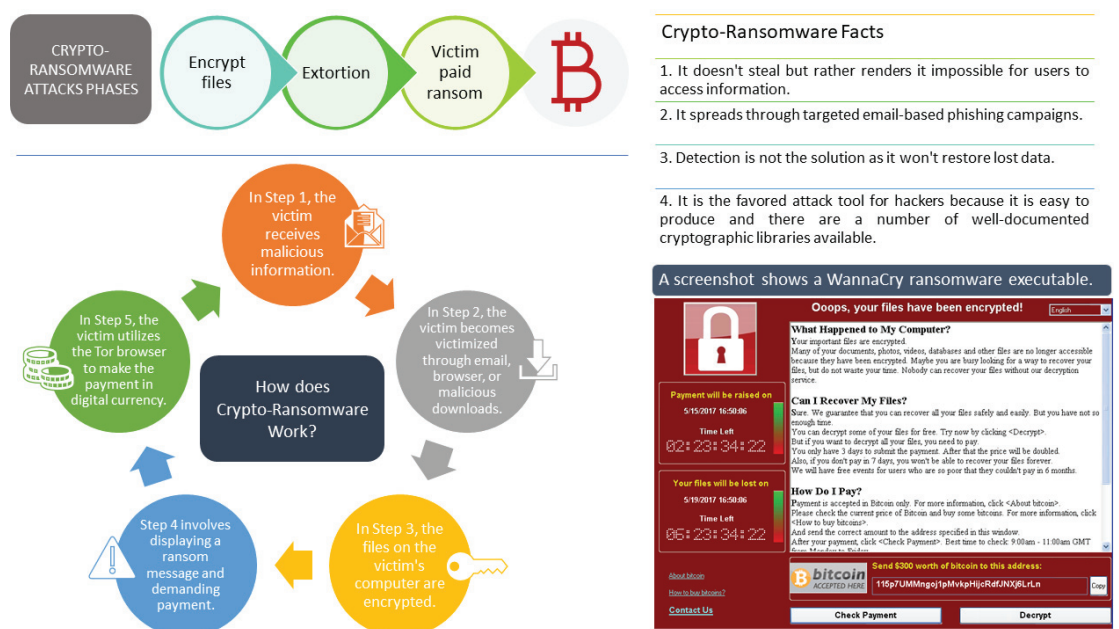 CRYPTO-
RANSOMWARE
ATTACKS PHASES
Encrypt
files
Extortion
Victim
paid
ransom
In Step 1, the
victim
receives
malicious
information.
In Step 2, the
victim becomes
victimized
through email,
browser, or
malicious
downloads.
In Step 3, the
files on the
victim's
computer are
encrypted.
Step 4 involves
displaying a
ransom
message and
demanding
payment.
In Step 5, the
victim utilizes
the Tor browser
to make the
payment in
digital currency.
How does
Crypto-Ransomware
Work?
Crypto-Ransomware Facts
1. It doesn't steal but rather renders it impossible for users to
access information.
2. It spreads through targeted email-based phishing campaigns.
3. Detection is not the solution as it won't restore lost data.
4. It is the favored attack tool for hackers because it is easy to
produce and there are a number of well-documented
cryptographic libraries available.
A screenshot shows a WannaCry ransomware executable.
Ooops, your files have been encrypted!
English
Payment will be raised on
5/15/2017 16:50:06
Time Left
02:23:34:22
Your files will be lost on
5/19/2017 16:50:06
Time Left
06:23:34:22
About bitcoin
How to buy bitcoins?
Contact Us
What Happened to My Computer?
Your important files are encrypted.
Many of your documents, photos, videos, databases and other files are no longer accessible
because they have been encrypted. Maybe you are busy looking for a way to recover your
files, but do not waste your time. Nobody can recover your files without our decryption
service.
Can I Recover My Files?
Sure. We guarantee that you can recover all your files safely and easily. But you have not so
enough time.
You can decrypt some of your files for free. Try now by clicking <Decrypt>.
But if you want to decrypt all your files, you need to pay.
You only have 3 days to submit the payment. After that the price will be doubled.
Also, if you don't pay in 7 days, you won't be able to recover your files forever.
We will have free events for users who are so poor that they couldn't pay in 6 months.
How Do I Pay?
Payment is accepted in Bitcoin only. For more information, click <About bitcoin>.
Please check the current price of Bitcoin and buy some bitcoins. For more information, click
<How to buy bitcoins>.
And send the correct amount to the address specified in this window.
After your payment, click <Check Payment>. Best time to check: 9:00am - 11:00am GMT
from Monday to Friday
bitcoin
ACCEPTED HERE
Send $300 worth of bitcoin to this address:
115p7UMMngoj1pMvkpHijcRdfJNXj6LrLn
Copy
Check Payment
Decrypt